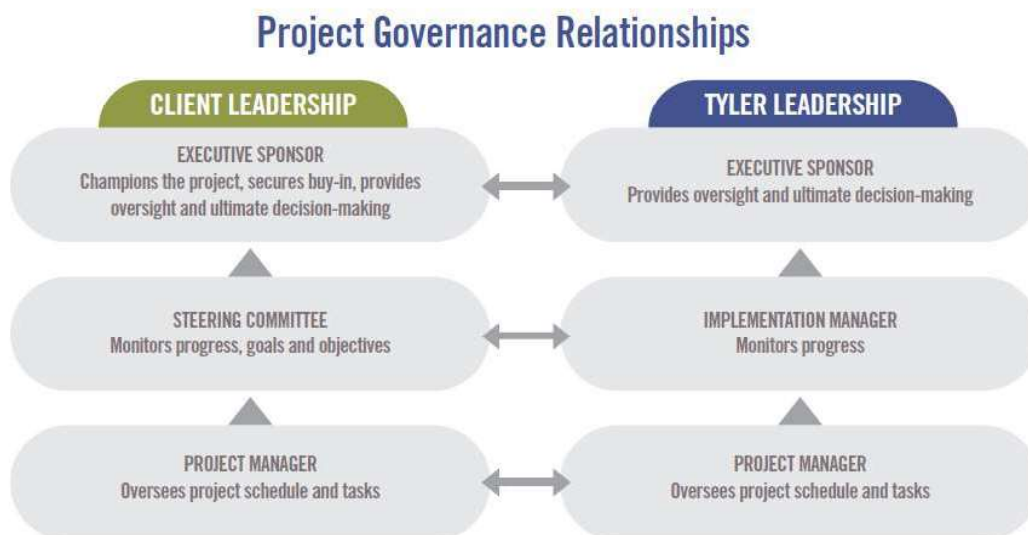 Project Governance Relationships
CLIENT LEADERSHIP
EXECUTIVE SPONSOR
Champions the project, secures buy-in, provides
oversight and ultimate decision-making
STEERING COMMITTEE
Monitors progress, goals and objectives
PROJECT MANAGER
Oversees project schedule and tasks
TYLER LEADERSHIP
EXECUTIVE SPONSOR
Provides oversight and ultimate decision-making
IMPLEMENTATION MANAGER
Monitors progress
PROJECT MANAGER
Oversees project schedule and tasks